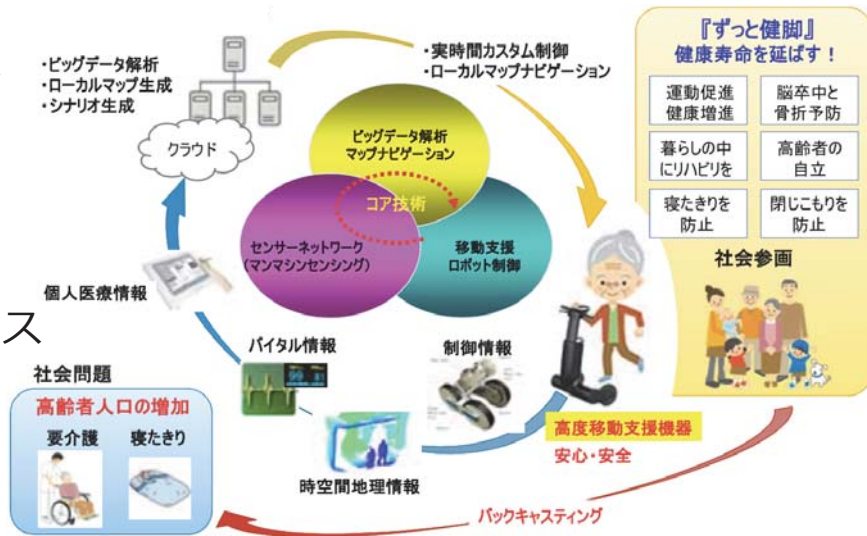 ・ビッグデータ解析
・ローカルマップ生成
・シナリオ生成
クラウド
・実時間カスタム制御
・ローカルマップナビゲーション
『ずっと健脚』
健康寿命を延ばす！
運動促進
健康増進
脳卒中と
骨折予防
暮らしの中
にリハビリを
高齢者の
自立
寝たきりを
防止
閉じこもりを
防止
社会参画
ビッグデータ解析
マップナビゲーション
コア技術
センサーネットワーク
(マンマシンセンシング)
移動支援
ロボット制御
個人医療情報
ス
バイタル情報
99
制御情報
時空間地理情報
高度移動支援機器
安心・安全
社会問題
高齢者人口の増加
要介護
寝たきり
バックキャスティング